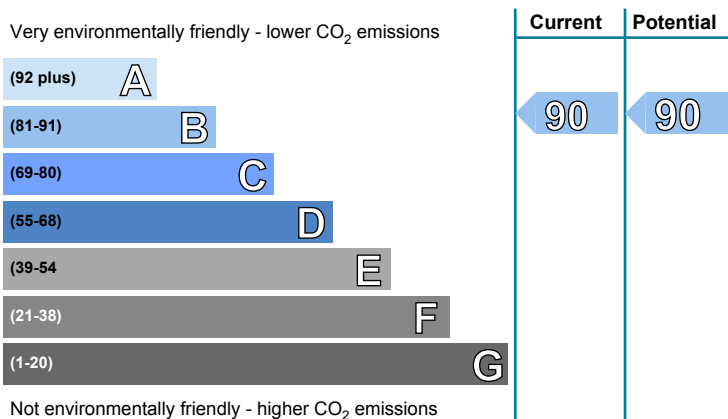 Current Potential
Very environmentally friendly - lower CO2 emissions
(92 plus) A
(81-91) B 90 90
(69-80) C
(55-68) D
(39-54 E
(21-38) F
(1-20) G
Not environmentally friendly - higher CO2 emissions